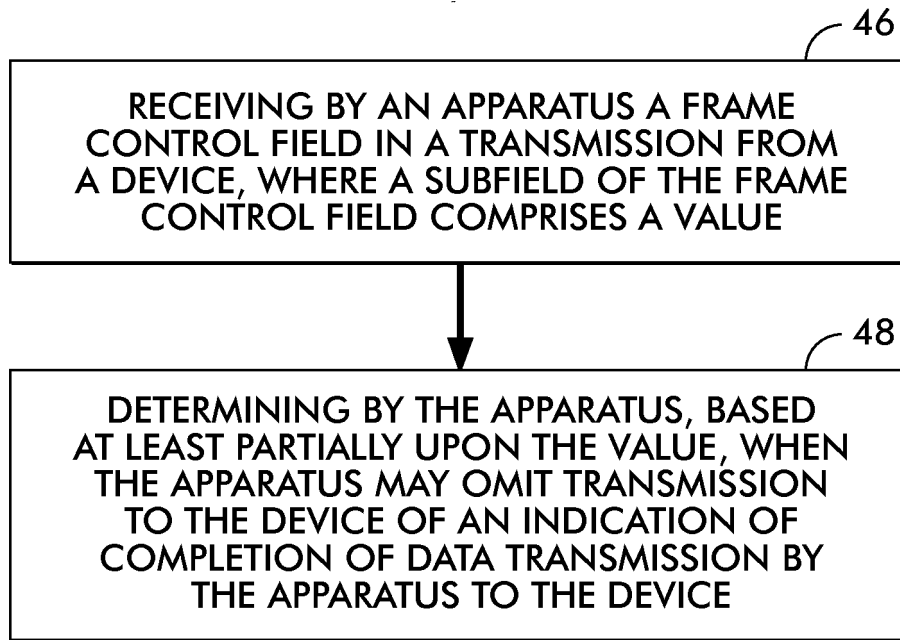 46
RECEIVING BY AN APPARATUS A FRAME
CONTROL FIELD IN A TRANSMISSION FROM
A DEVICE, WHERE A SUBFIELD OF THE FRAME
CONTROL FIELD COMPRISES A VALUE
48
DETERMINING BY THE APPARATUS, BASED
AT LEAST PARTIALLY UPON THE VALUE, WHEN
THE APPARATUS MAY OMIT TRANSMISSION
TO THE DEVICE OF AN INDICATION OF
COMPLETION OF DATA TRANSMISSION BY
THE APPARATUS TO THE DEVICE